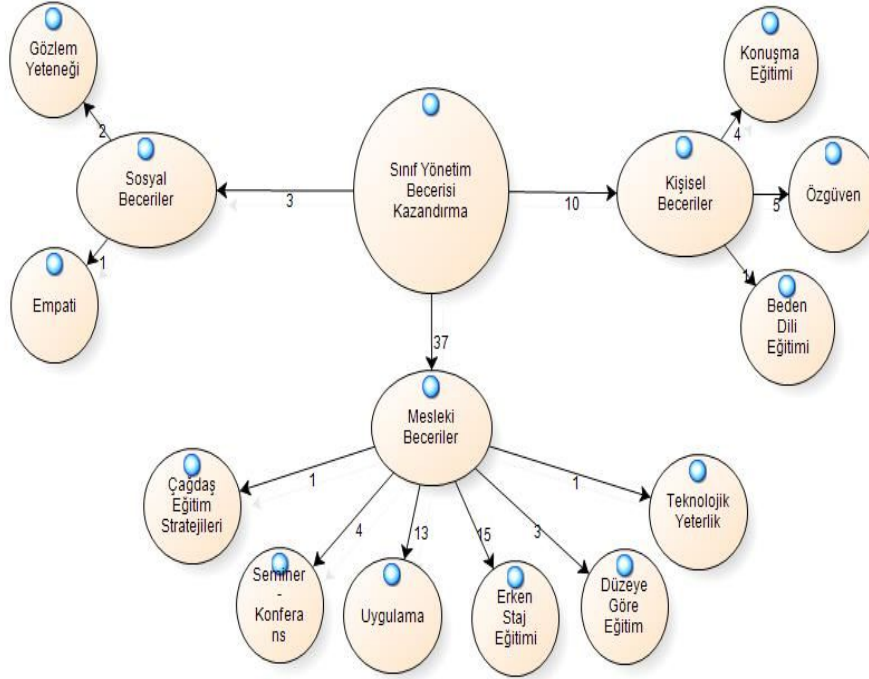 Gözlem
Yeteneği
2
Sosyal
Beceriler
1
Empati
3
Sınıf Yönetim
Becerisi
Kazandırma
10
Kişisel
Beceriler
4
Konuşma
Eğitimi
5
Özgüven
1
Beden
Dili
Eğitimi
37
Mesleki
Beceriler
1
Çağdaş
Eğitim
Stratejileri
4
Seminer
-
Konfera
ns
13
Uygulama
15
Erken
Staj
Eğitimi
3
Düzeye
Göre
Eğitim
1
Teknolojik
Yeterlik